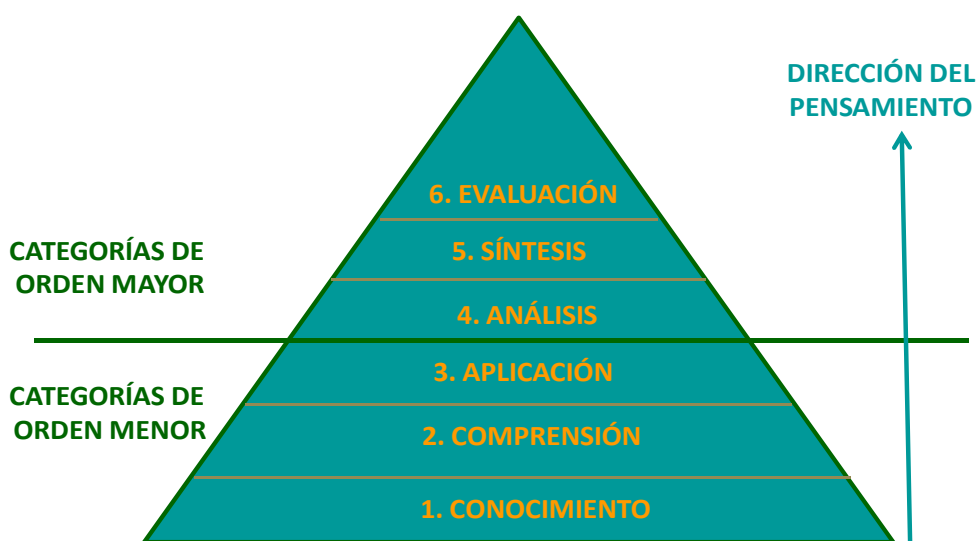 DIRECCIÓN DEL
PENSAMIENTO
6. EVALUACIÓN
5. SÍNTESIS
CATEGORÍAS DE
ORDEN MAYOR
4. ANÁLISIS
3. APLICACIÓN
CATEGORÍAS DE
ORDEN MENOR
2. COMPRENSIÓN
1. CONOCIMIENTO